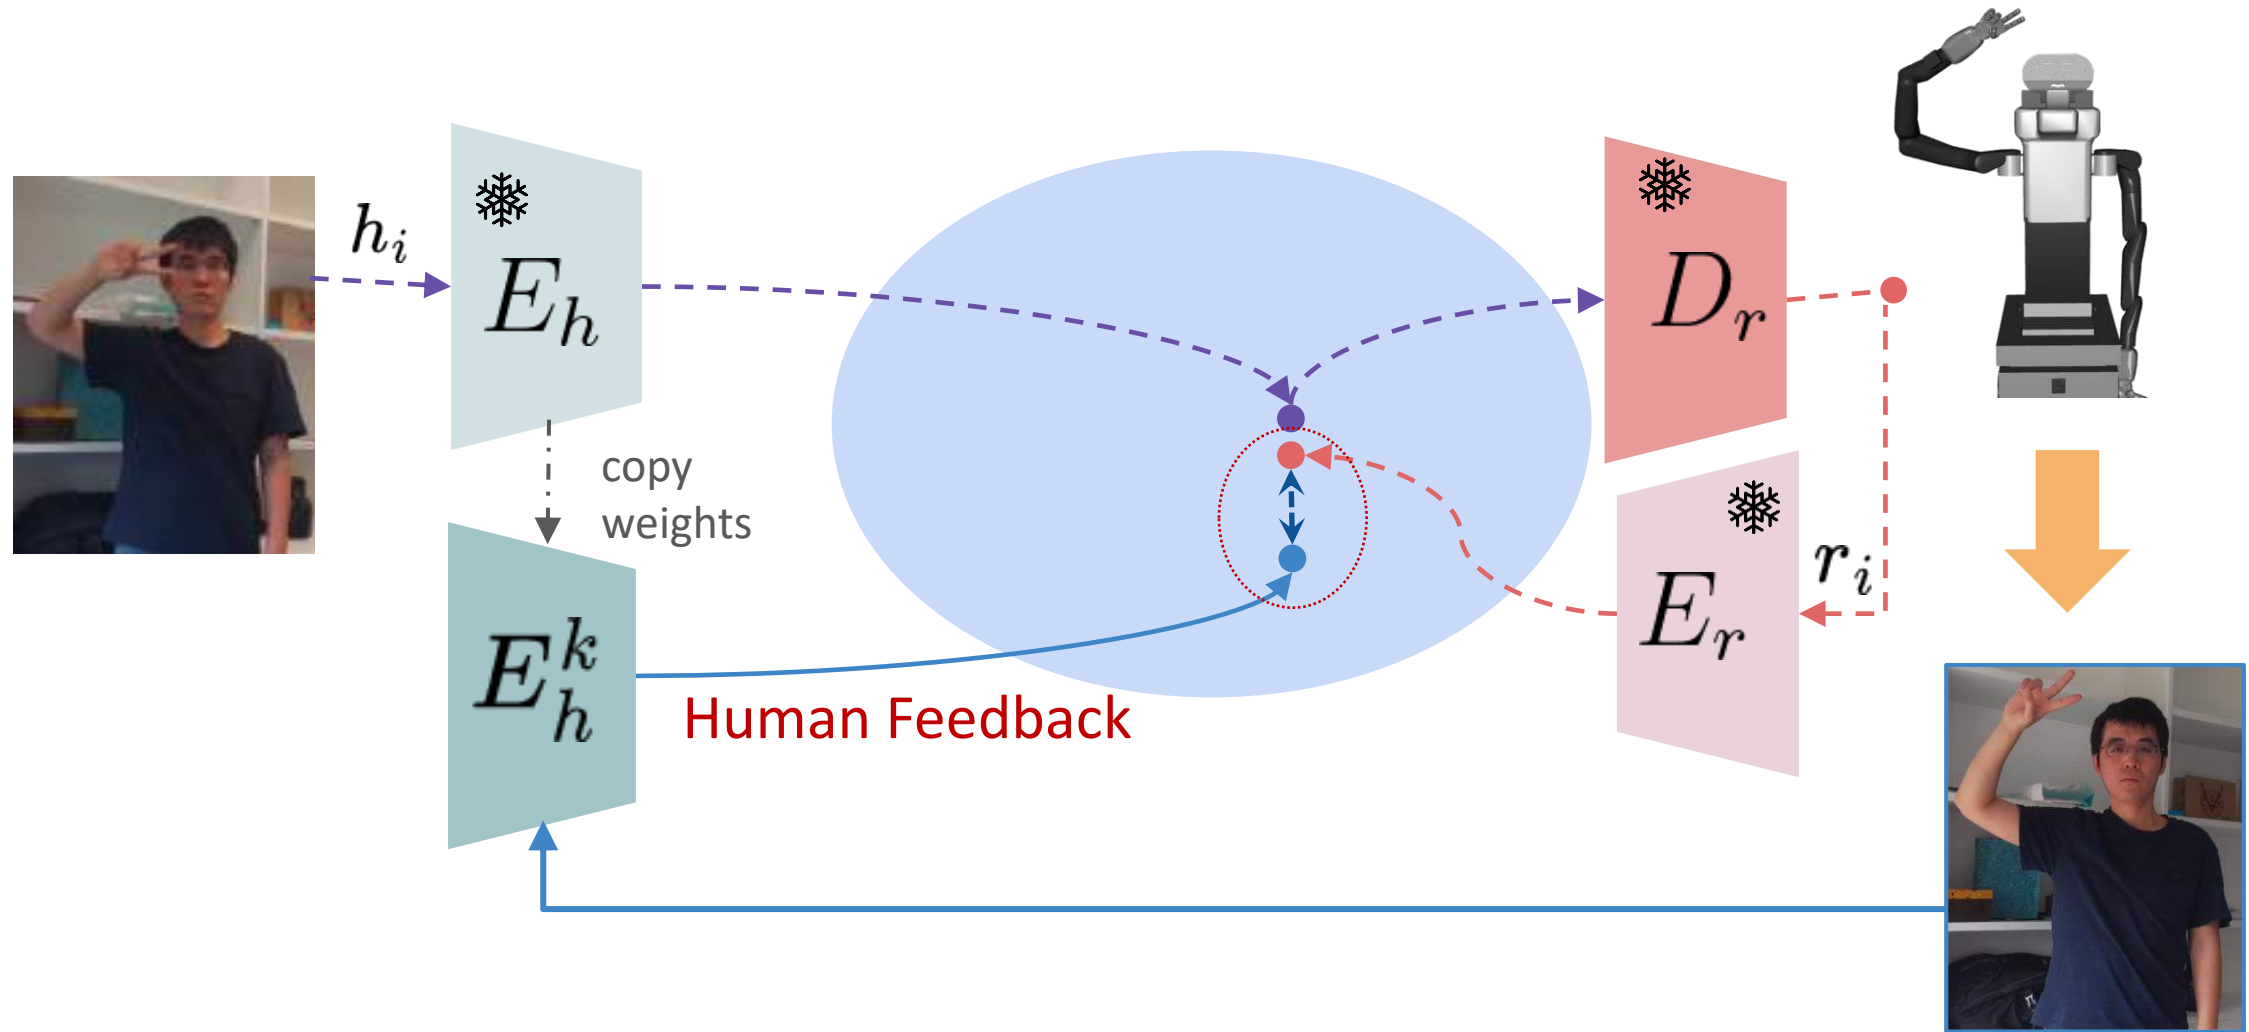 h_i
E_h
D_r
copy
weights
r_i
E_r
E_h^k
Human Feedback